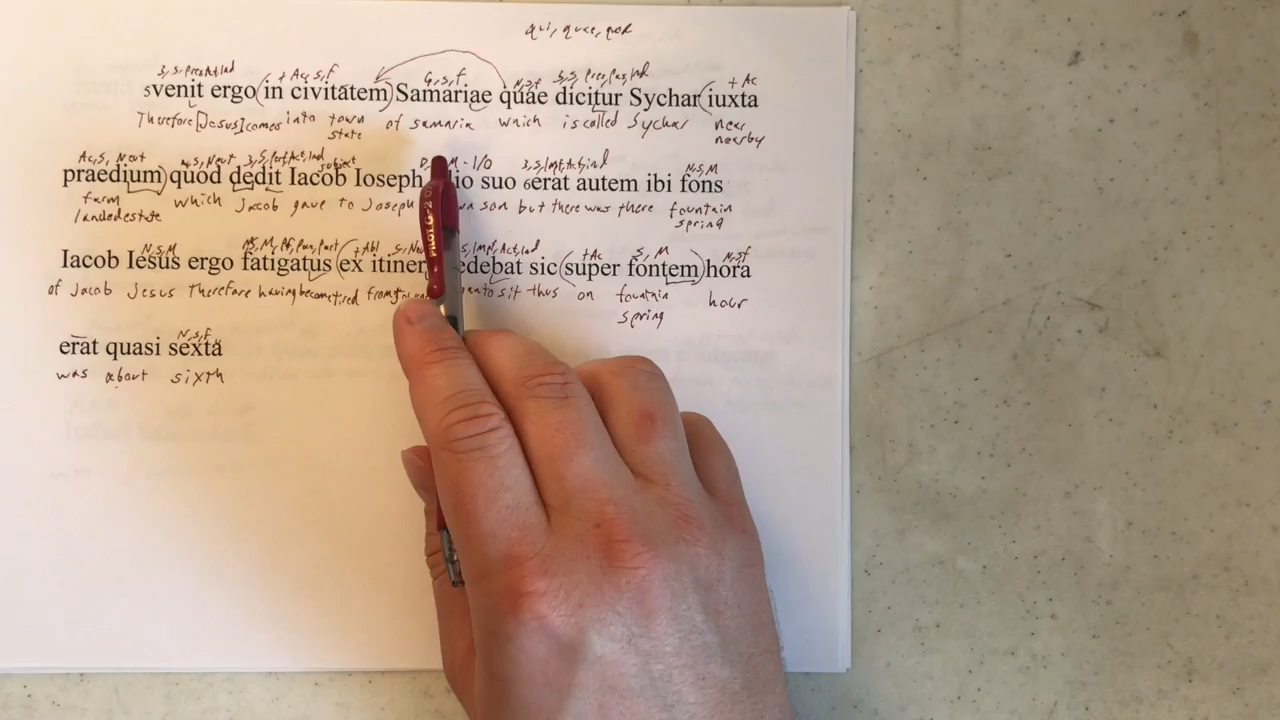 qui, quae, quod
3, S, Pres, Act, Ind + Ac, S, f G, S, f N, S, f 3, S, Pres, Pas, Ind + Ac
5venit ergo (in civitatem) Samariae quae dicitur Sychar (iuxta
Therefore [Jesus] comes into town of samaria which is called Sychar near
state nearby
Ac, S, Neut N, S, Neut 3, S, Perf, Act, Ind subject M - I/O 3, S, Impf, Act, Ind N, S, M
praedium) quod dedit Iacob Ioseph suo 6erat autem ibi fons
farm which Jacob gave to Joseph son but there was there fountain
landed estate spring
N, S, M + Abl + Ac S, M N, S, f
Iacob Iesus ergo fatigatus (ex sic (super fontem) hora
of Jacob Jesus Therefore having become tired from to sit thus on fountain hour
spring
N, S, F
erat quasi sexta
was about sixth
PILOT G-2